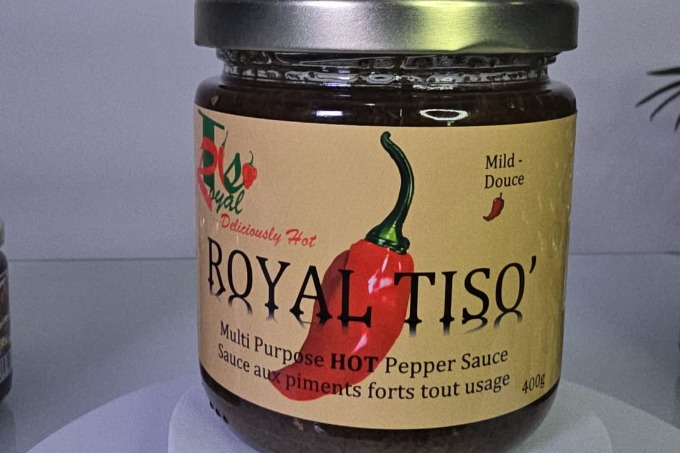 Tiso
Royal
Deliciously Hot
Mild -
Douce
ROYAL TISO’
Multi Purpose HOT Pepper Sauce
Sauce aux piments forts tout usage
400g